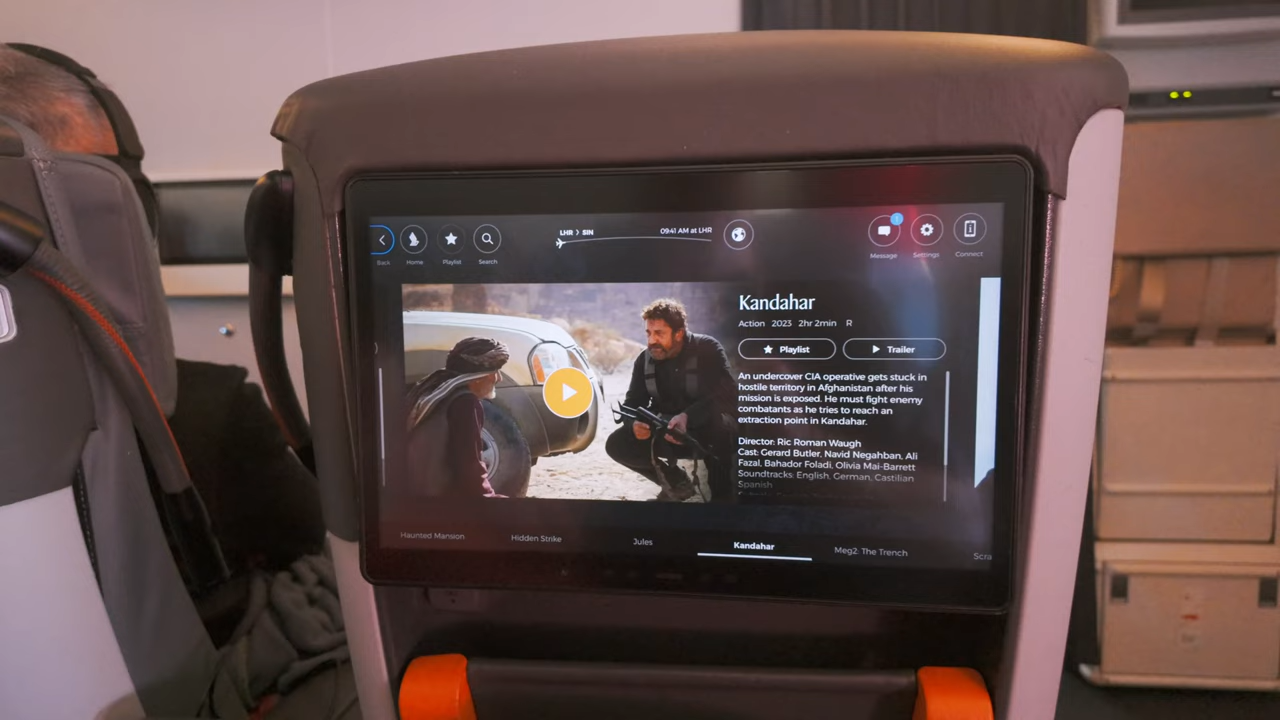 LHR > SIN
09:41 AM at LHR
1
Back
Home
Playlist
Search
Message
Settings
Connect
Kandahar
Action 2023 2hr 2min R
Playlist
Trailer
An undercover CIA operative gets stuck in
hostile territory in Afghanistan after his
mission is exposed. He must fight enemy
combatants as he tries to reach an
extraction point in Kandahar.
Director: Ric Roman Waugh
Cast: Gerard Butler, Navid Negahban, Ali
Fazal, Bahador Foladi, Olivia Mai-Barrett
Soundtracks: English, German, Castilian
Spanish
Haunted Mansion
Hidden Strike
Jules
Kandahar
Meg2: The Trench
Scra